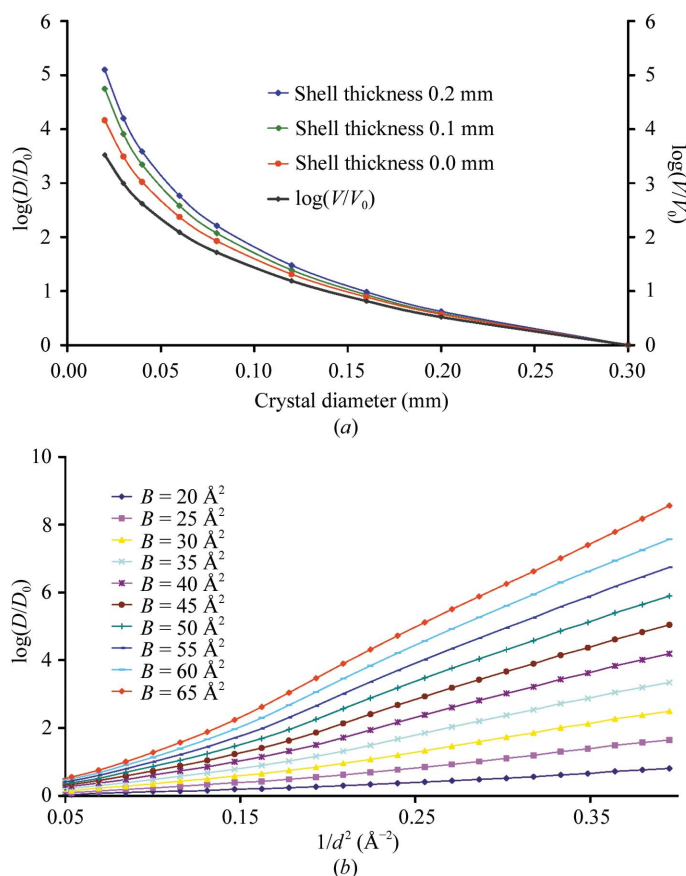 6
5
4
3
2
1
0
log(D/D₀)
6
5
4
3
2
1
0
log(V/V₀)
Shell thickness 0.2 mm
Shell thickness 0.1 mm
Shell thickness 0.0 mm
log(V/V₀)
0.00 0.05 0.10 0.15 0.20 0.25 0.30
Crystal diameter (mm)
(a)
10
8
6
4
2
0
log(D/D₀)
B = 20 Å²
B = 25 Å²
B = 30 Å²
B = 35 Å²
B = 40 Å²
B = 45 Å²
B = 50 Å²
B = 55 Å²
B = 60 Å²
B = 65 Å²
0.05 0.15 0.25 0.35
1/d² (Å⁻²)
(b)